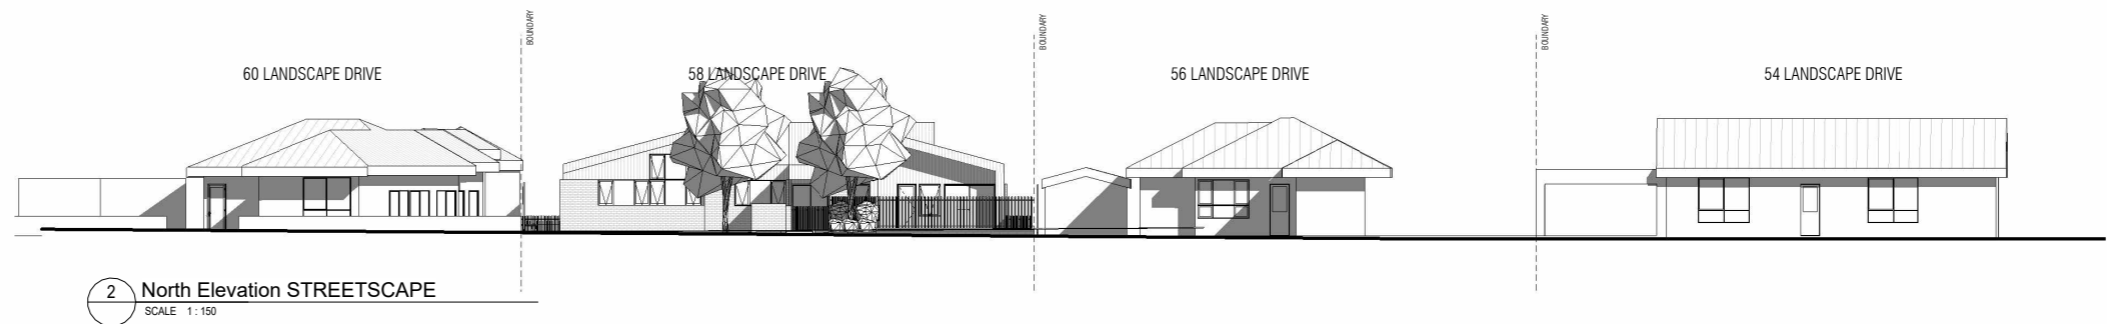 BOUNDARY
BOUNDARY
BOUNDARY
60 LANDSCAPE DRIVE
58 LANDSCAPE DRIVE
56 LANDSCAPE DRIVE
54 LANDSCAPE DRIVE
2
North Elevation STREETSCAPE
SCALE 1 : 150